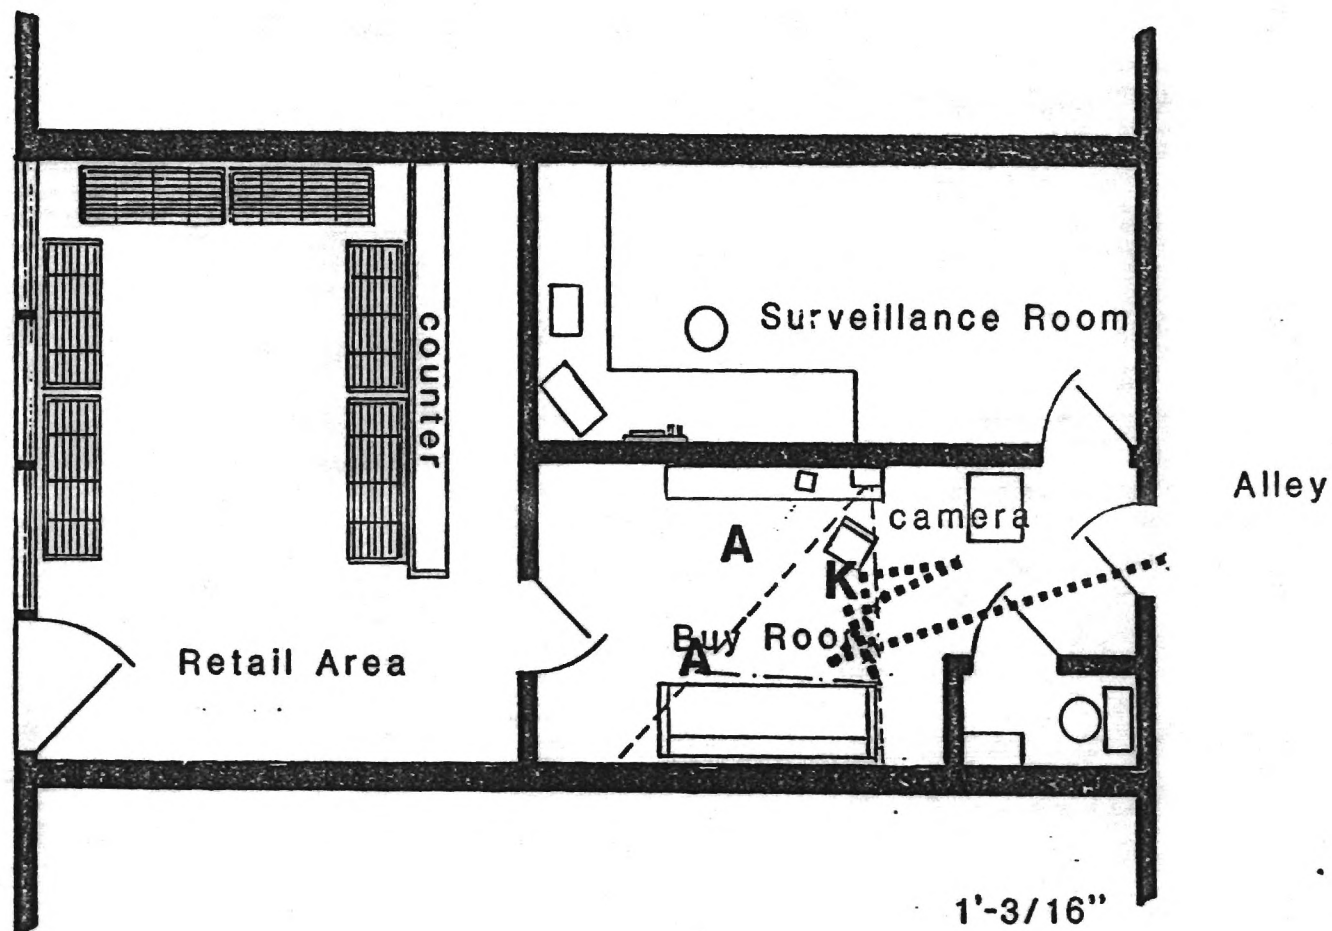 counter
Surveillance Room
Alley
camera
A
K
Buy Room
A
Retail Area
1'-3/16"